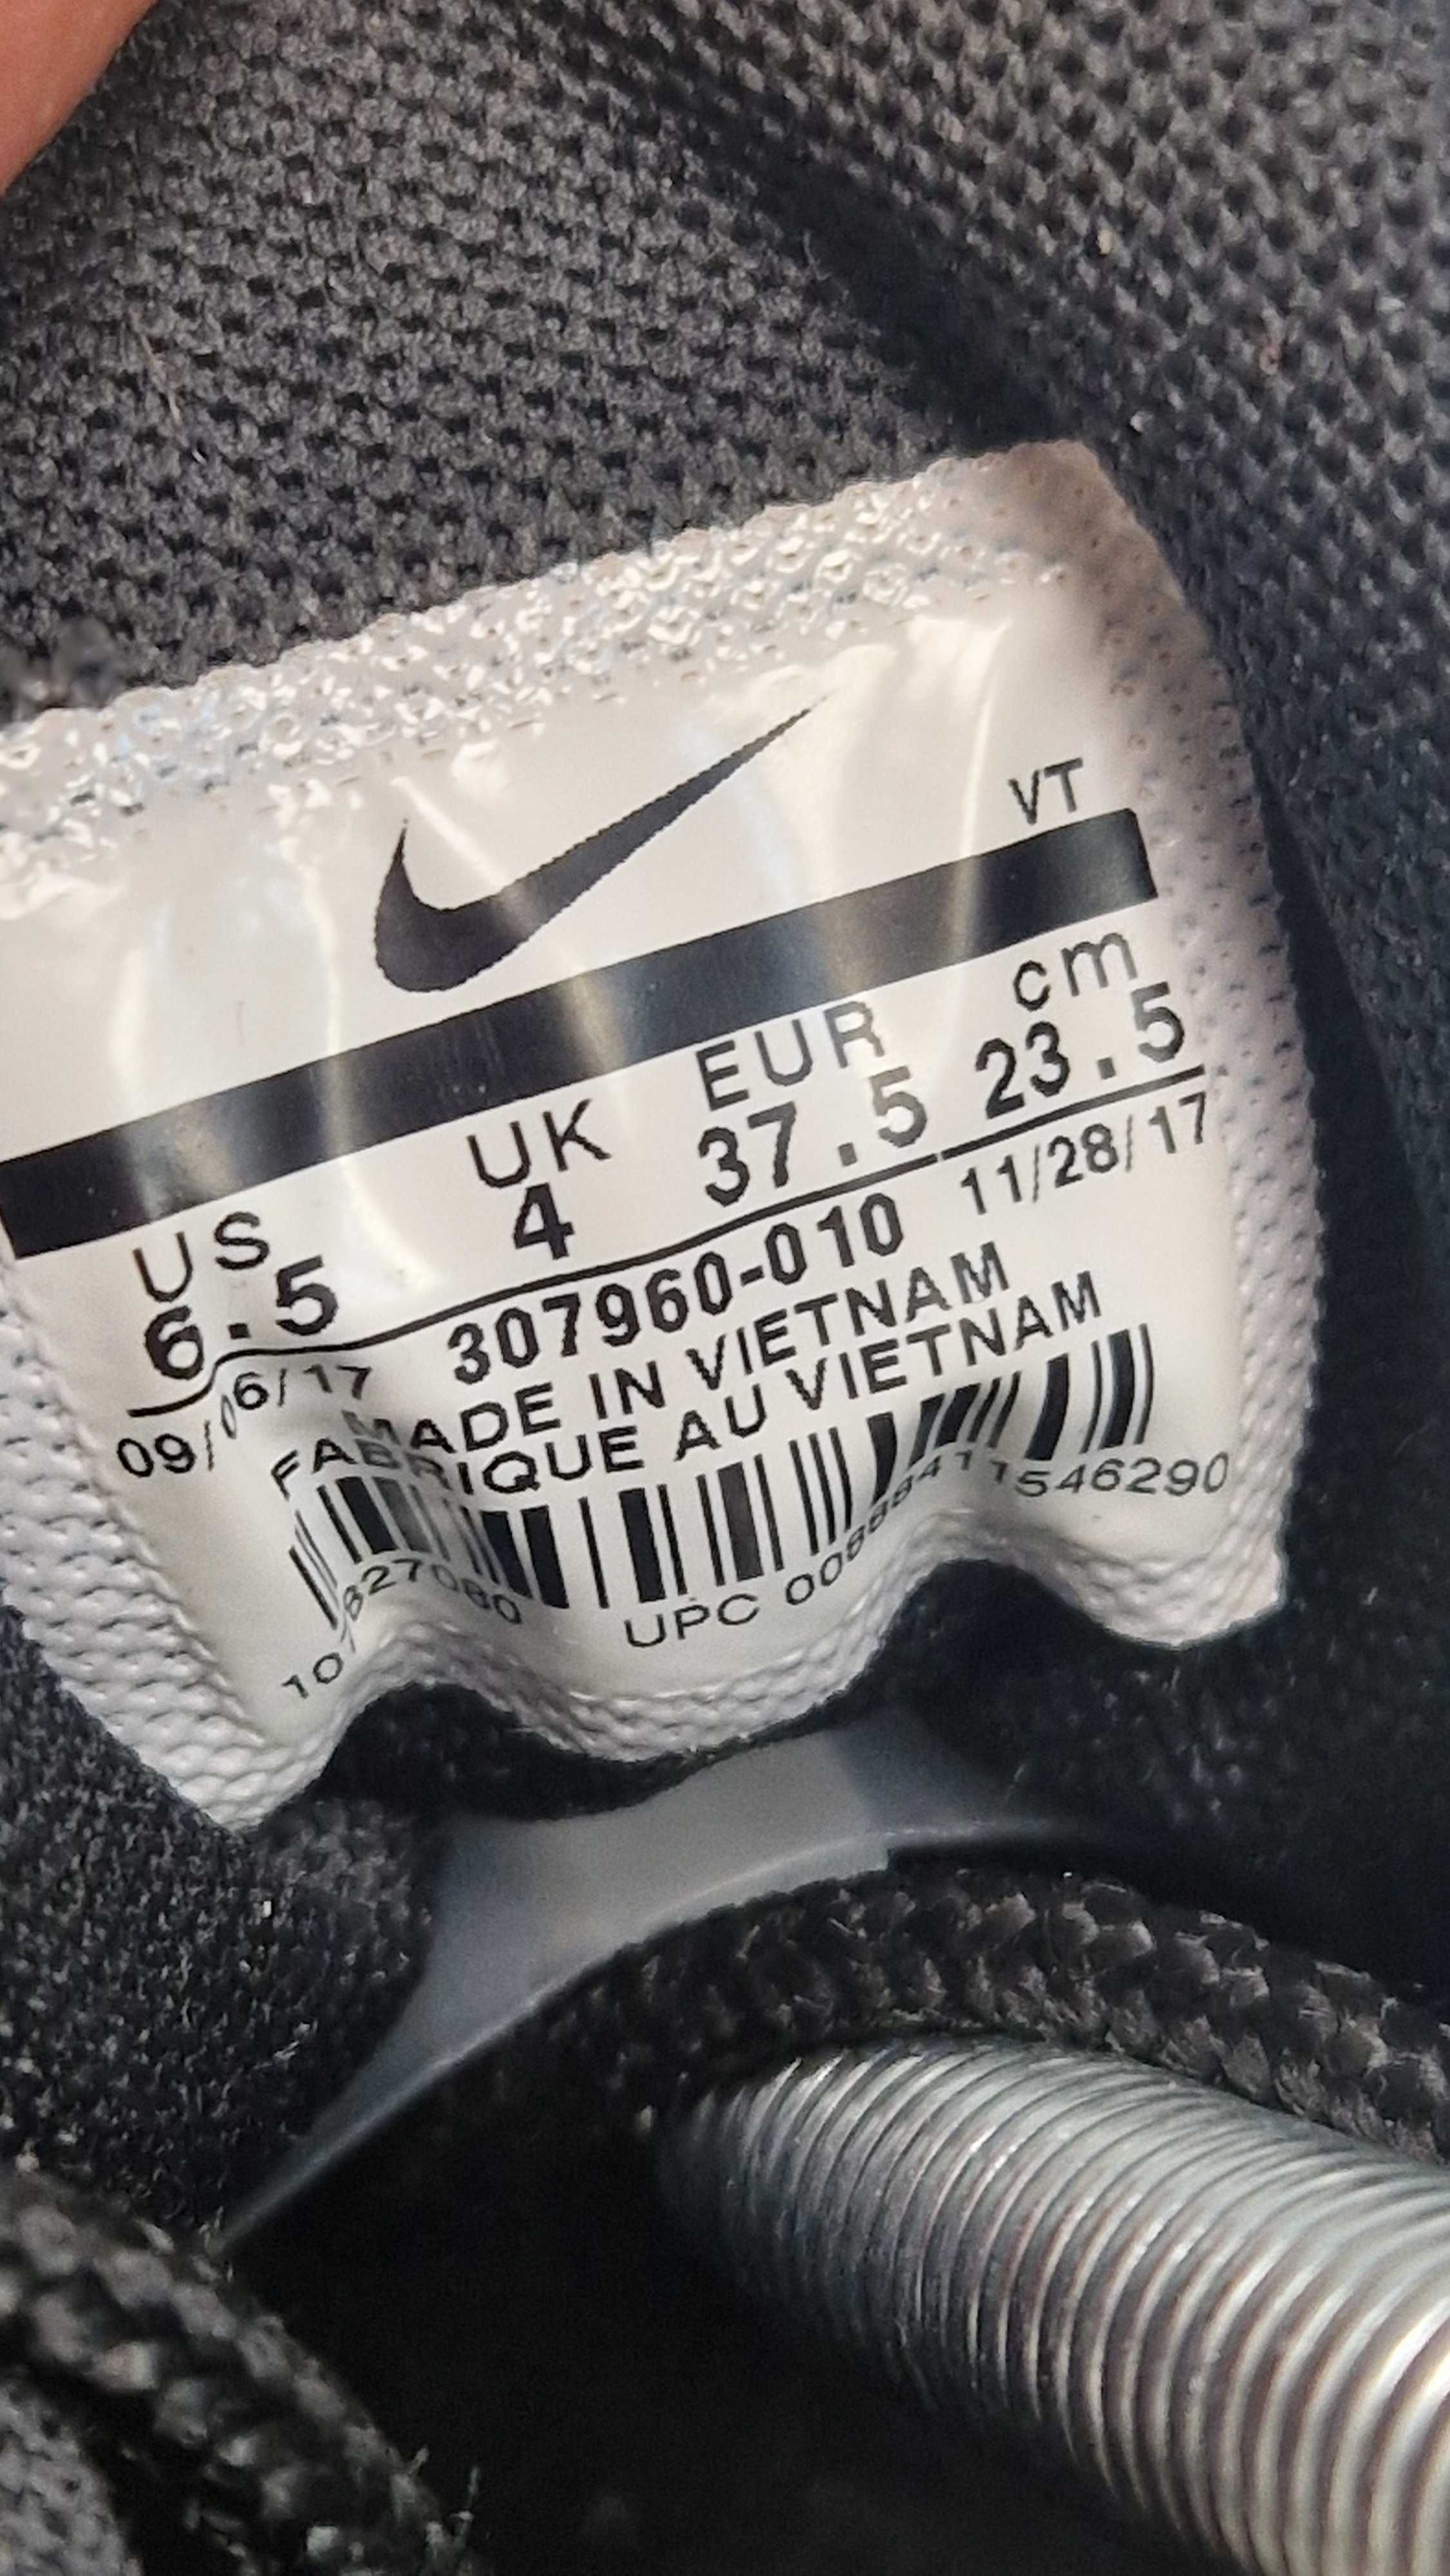 VT
US UK EUR cm
6.5 4 37.5 23.5
09/06/17 307960-010 11/28/17
MADE IN VIETNAM
FABRIQUE AU VIETNAM
UPC 00888411546290